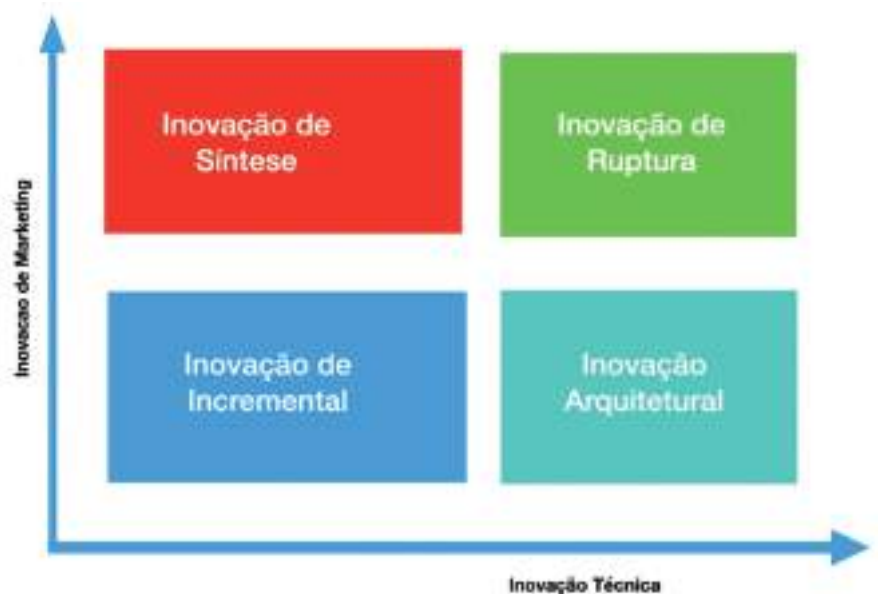 Inovação de
Síntese
Inovação de
Ruptura
Inovacao de Marketing
Inovação de
Incremental
Inovação
Arquitetural
Inovação Técnica